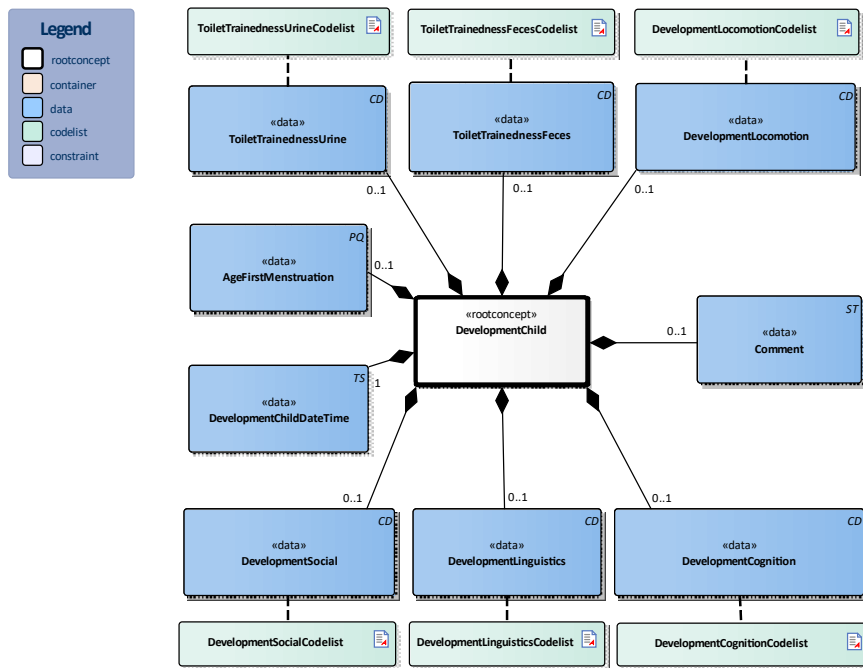 Legend
rootconcept
container
data
codelist
constraint
ToiletTrainednessUrineCodelist
ToiletTrainednessFecesCodelist
DevelopmentLocomotionCodelist
CD
«data»
ToiletTrainednessUrine
CD
«data»
ToiletTrainednessFeces
CD
«data»
DevelopmentLocomotion
0..1
0..1
0..1
PQ
«data»
AgeFirstMenstruation
0..1
«rootconcept»
DevelopmentChild
ST
«data»
Comment
0..1
TS
«data»
DevelopmentChildDateTime
1
0..1
0..1
0..1
CD
«data»
DevelopmentSocial
CD
«data»
DevelopmentLinguistics
CD
«data»
DevelopmentCognition
DevelopmentSocialCodelist
DevelopmentLinguisticsCodelist
DevelopmentCognitionCodelist